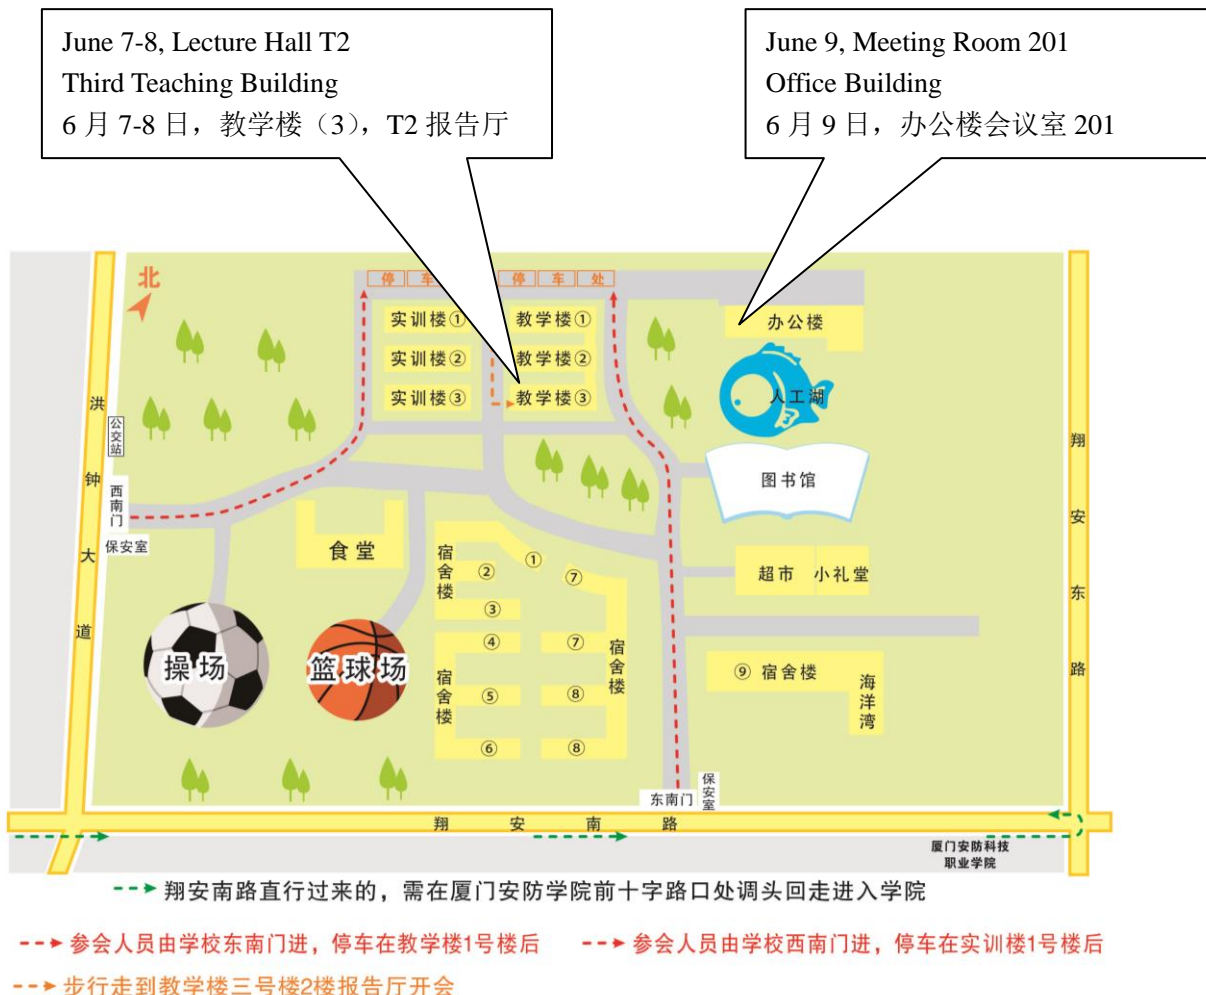 June 7-8, Lecture Hall T2
Third Teaching Building
6 月 7-8 日，教学楼（3），T2 报告厅
June 9, Meeting Room 201
Office Building
6 月 9 日，办公楼会议室 201
北
停 车
停 车 处
实训楼①
教学楼①
办公楼
实训楼②
教学楼②
实训楼③
教学楼③
人工湖
洪钟大道
公交站
西南门
保安室
图书馆
翔安东路
食堂
宿舍楼
①
②
③
⑦
超市
小礼堂
操场
篮球场
宿舍楼
④
⑤
⑥
⑦
⑧
⑧
宿舍楼
⑨ 宿舍楼
海洋湾
东南门
保安室
翔安南路
厦门安防科技
职业学院
翔安南路直行过来的，需在厦门安防学院前十字路口处调头回走进入学院
参会人员由学校东南门进，停车在教学楼1号楼后
参会人员由学校西南门进，停车在实训楼1号楼后
步行走到教学楼三号楼2楼报告厅开会